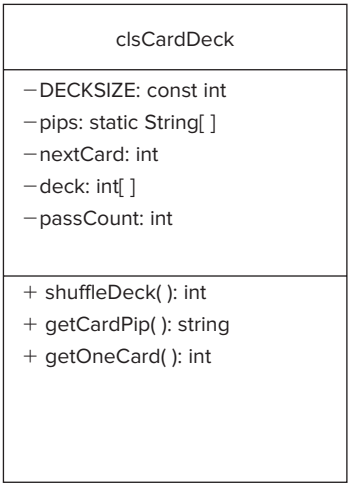 clsCardDeck
−DECKSIZE: const int
−pips: static String[ ]
−nextCard: int
−deck: int[ ]
−passCount: int
+ shuffleDeck( ): int
+ getCardPip( ): string
+ getOneCard( ): int